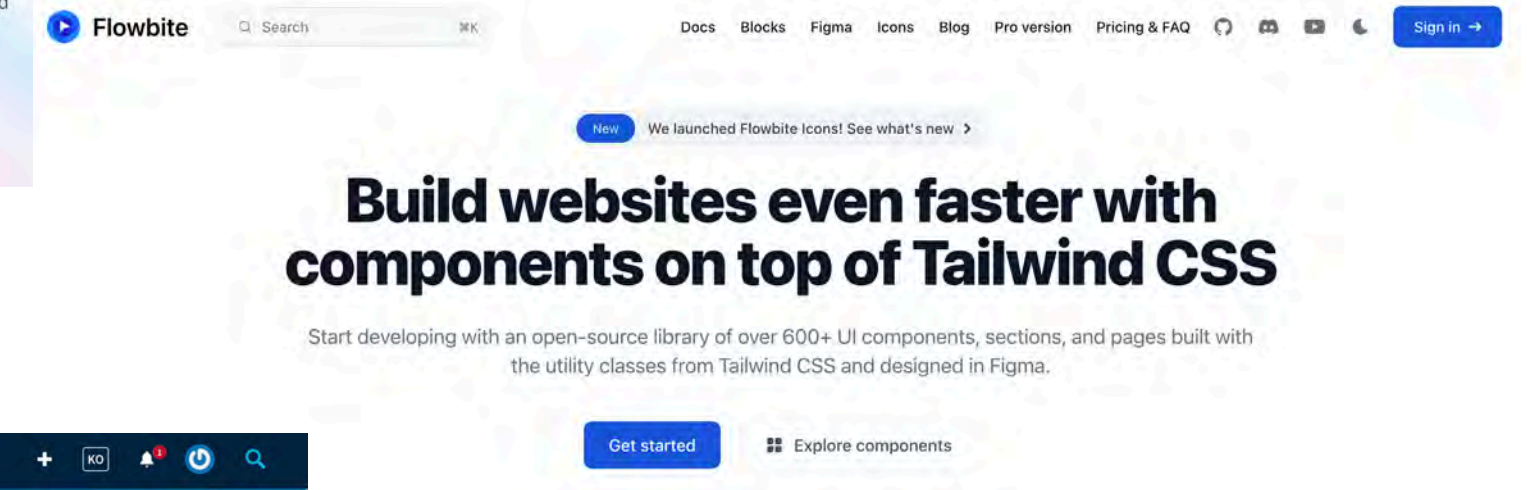 d
Flowbite
Search ⌘K
Docs Blocks Figma Icons Blog Pro version Pricing & FAQ Sign in →
New We launched Flowbite Icons! See what's new >
Build websites even faster with
components on top of Tailwind CSS
Start developing with an open-source library of over 600+ UI components, sections, and pages built with
the utility classes from Tailwind CSS and designed in Figma.
Get started Explore components
KO 1